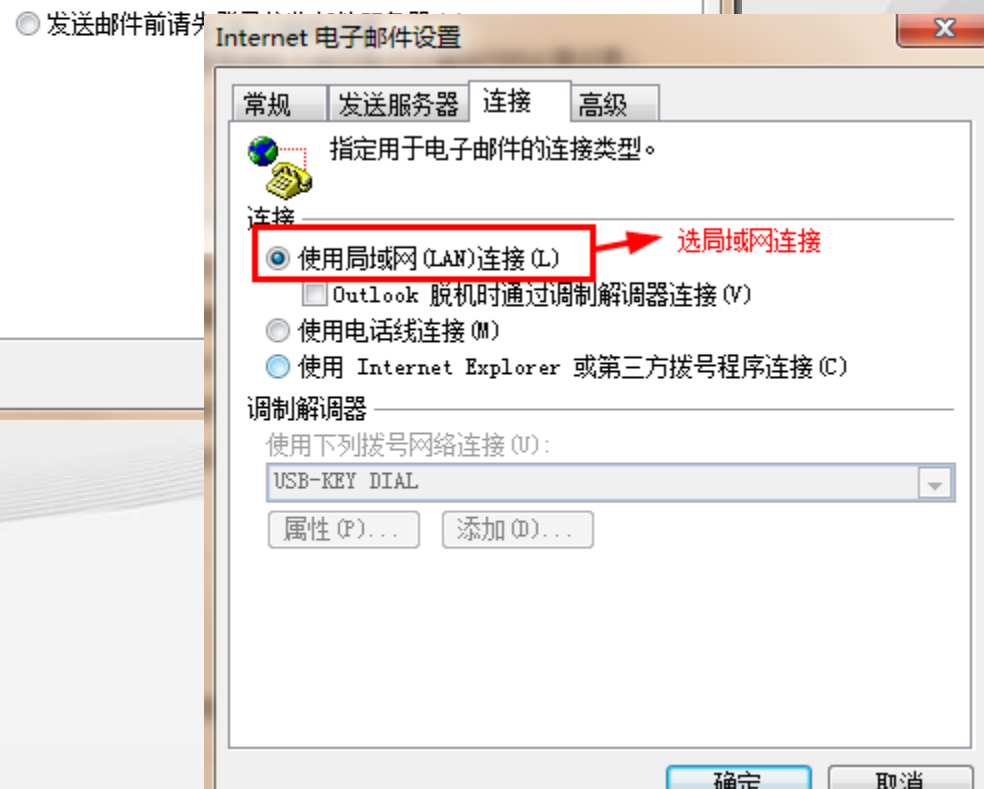 发送邮件前请先
Internet 电子邮件设置
常规
发送服务器
连接
高级
指定用于电子邮件的连接类型。
连接
使用局域网(LAN)连接(L)
选局域网连接
Outlook 脱机时通过调制解调器连接(V)
使用电话线连接(M)
使用 Internet Explorer 或第三方拨号程序连接(C)
调制解调器
使用下列拨号网络连接(U):
USB-KEY DIAL
属性(P)...
添加(D)...
确定
取消